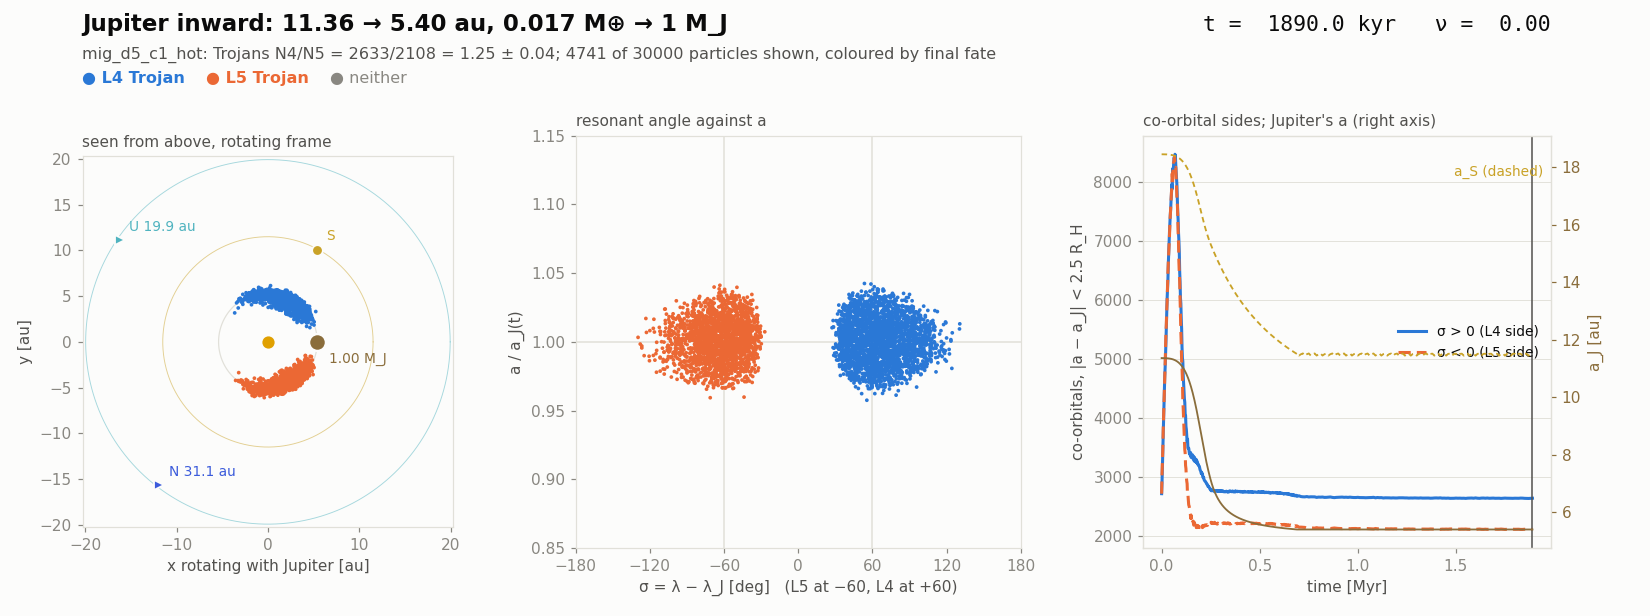 Jupiter inward: 11.36 → 5.40 au, 0.017 M⊕ → 1 M_J
t =  1890.0 kyr   ν =  0.00
mig_d5_c1_hot: Trojans N4/N5 = 2633/2108 = 1.25 ± 0.04; 4741 of 30000 particles shown, coloured by final fate
L4 Trojan   L5 Trojan   neither
seen from above, rotating frame
20
15
10
5
0
−5
−10
−15
−20
y [au]
U 19.9 au
S
1.00 M_J
N 31.1 au
−20 −10 0 10 20
x rotating with Jupiter [au]
resonant angle against a
1.15
1.10
1.05
1.00
0.95
0.90
0.85
a / a_J(t)
−180 −120 −60 0 60 120 180
σ = λ − λ_J [deg]   (L5 at −60, L4 at +60)
co-orbital sides; Jupiter's a (right axis)
8000
7000
6000
5000
4000
3000
2000
co-orbitals, |a − a_J| < 2.5 R_H
a_S (dashed)
σ > 0 (L4 side)
σ < 0 (L5 side)
18
16
14
12
10
8
6
a_J [au]
0.0 0.5 1.0 1.5
time [Myr]